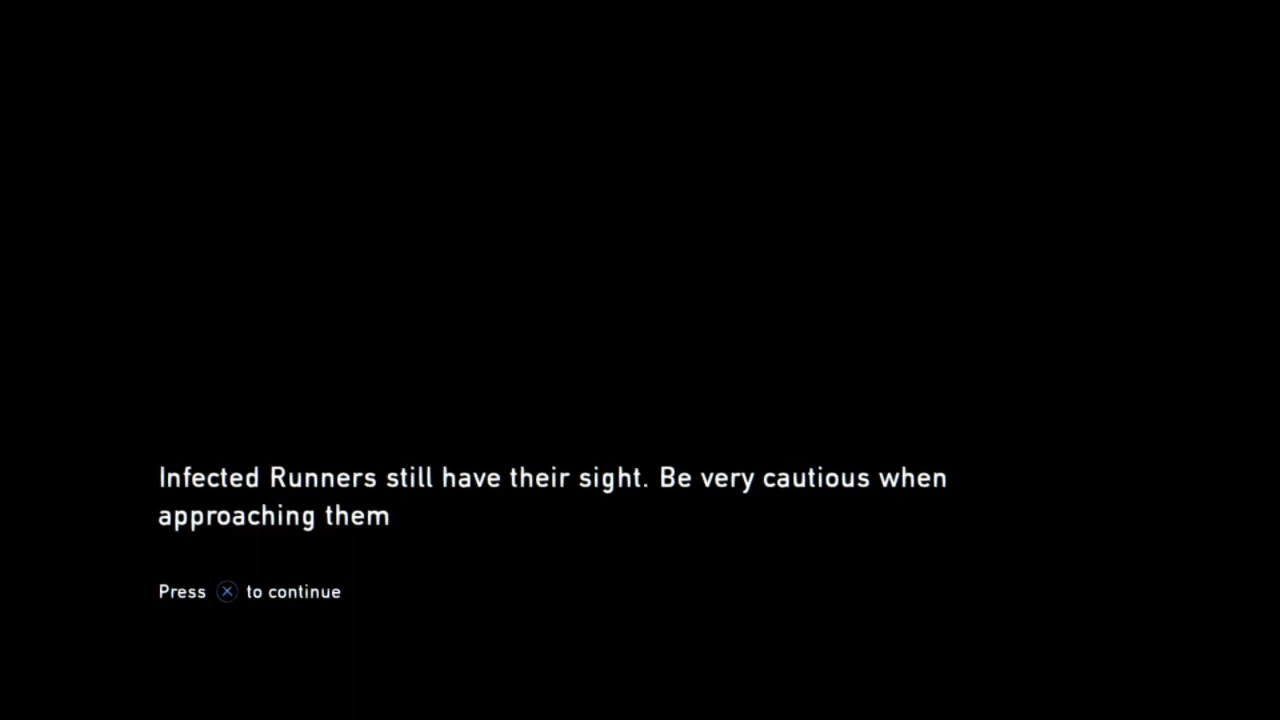 Infected Runners still have their sight. Be very cautious when
approaching them
Press ⓧ to continue